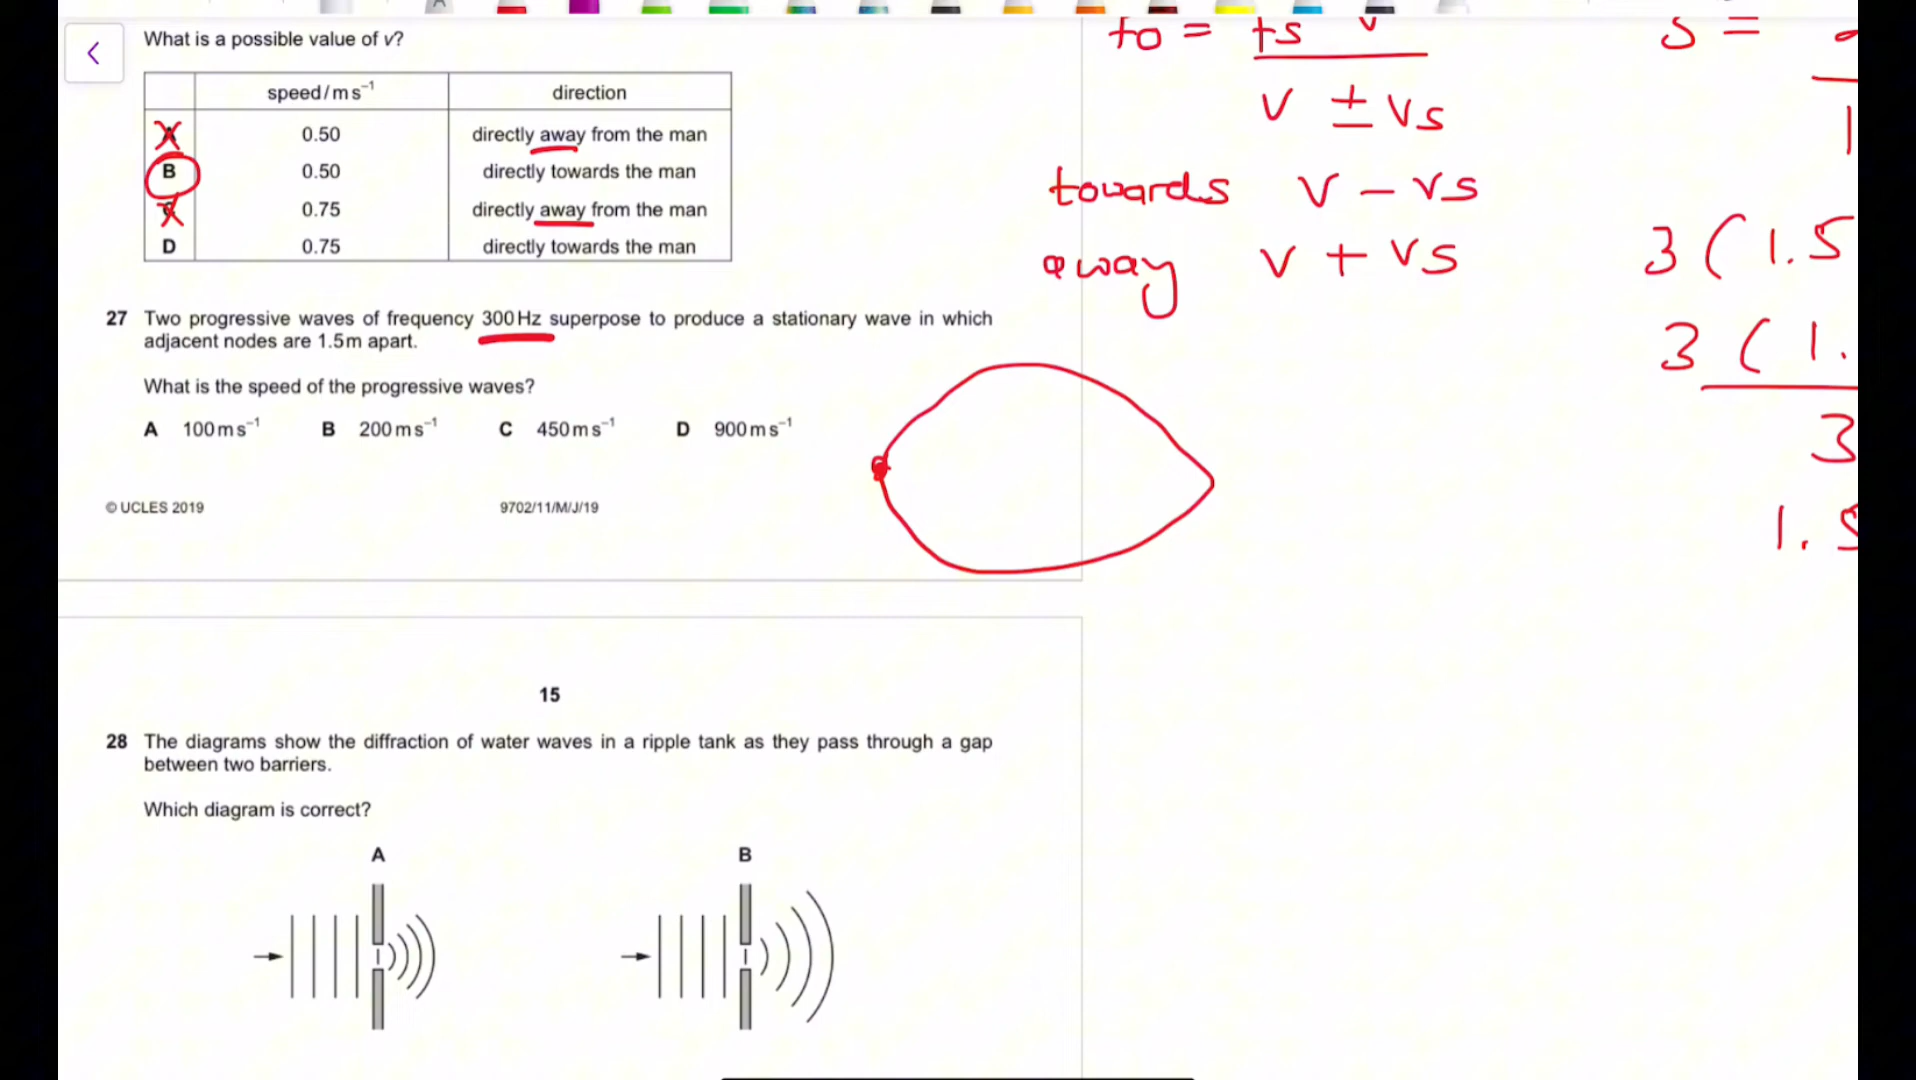 What is a possible value of v?
speed/m s⁻¹ direction
0.50 directly away from the man
B 0.50 directly towards the man
0.75 directly away from the man
D 0.75 directly towards the man
27 Two progressive waves of frequency 300 Hz superpose to produce a stationary wave in which
adjacent nodes are 1.5 m apart.
What is the speed of the progressive waves?
A 100 m s⁻¹ B 200 m s⁻¹ C 450 m s⁻¹ D 900 m s⁻¹
© UCLES 2019 9702/11/M/J/19
15
28 The diagrams show the diffraction of water waves in a ripple tank as they pass through a gap
between two barriers.
Which diagram is correct?
A B
v ± vs
towards v − vs
away v + vs
3 ( 1.5
3 ( 1.
3